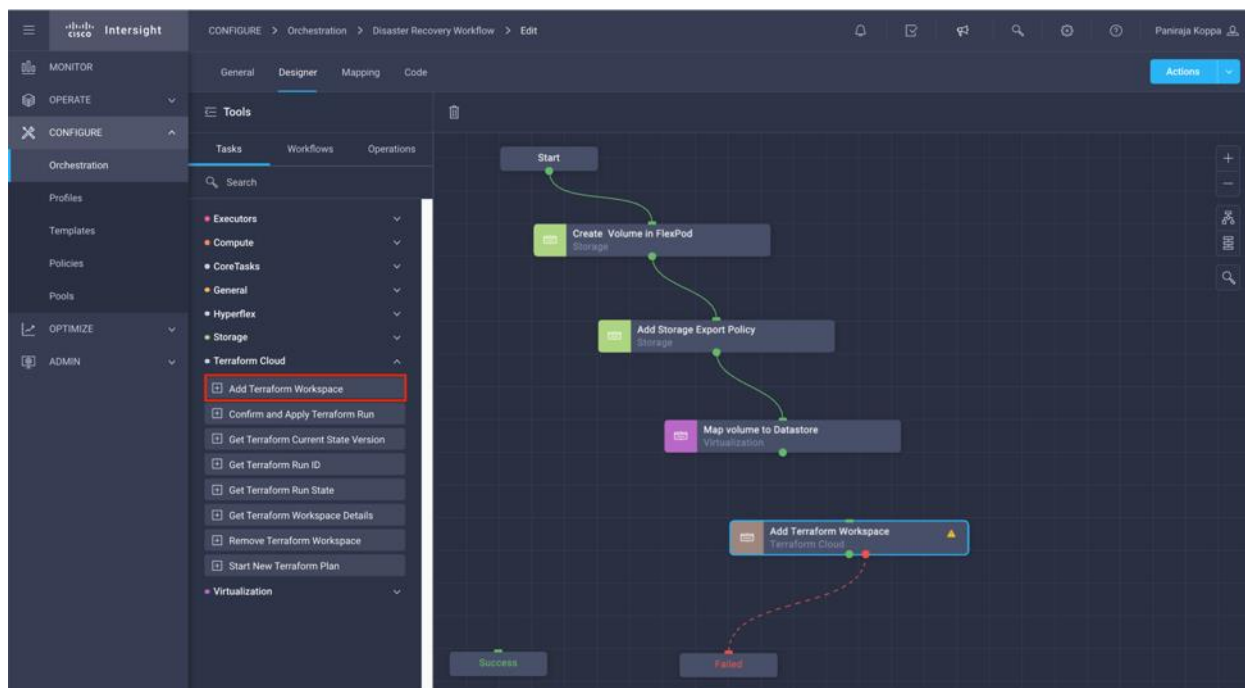 cisco Intersight
CONFIGURE > Orchestration > Disaster Recovery Workflow > Edit
Paniraja Koppa
MONITOR
OPERATE
CONFIGURE
Orchestration
Profiles
Templates
Policies
Pools
OPTIMIZE
ADMIN
General Designer Mapping Code
Actions
Tools
Tasks Workflows Operations
Search
Executors
Compute
CoreTasks
General
Hyperflex
Storage
Terraform Cloud
Add Terraform Workspace
Confirm and Apply Terraform Run
Get Terraform Current State Version
Get Terraform Run ID
Get Terraform Run State
Get Terraform Workspace Details
Remove Terraform Workspace
Start New Terraform Plan
Virtualization
Start
Create Volume in FlexPod
Storage
Add Storage Export Policy
Storage
Map volume to Datastore
Virtualization
Add Terraform Workspace
Terraform Cloud
Success
Failed